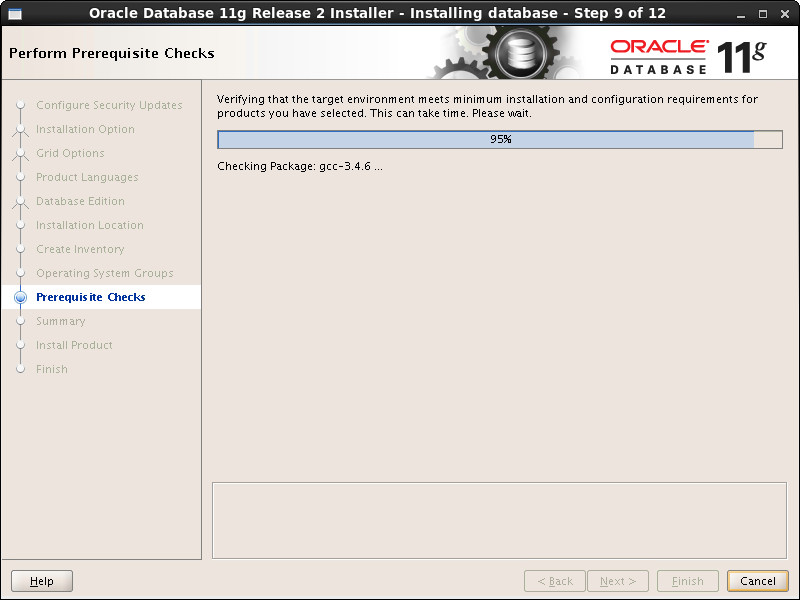 Oracle Database 11g Release 2 Installer - Installing database - Step 9 of 12
Perform Prerequisite Checks
ORACLE
DATABASE
11g
Configure Security Updates
Installation Option
Grid Options
Product Languages
Database Edition
Installation Location
Create Inventory
Operating System Groups
Prerequisite Checks
Summary
Install Product
Finish
Verifying that the target environment meets minimum installation and configuration requirements for
products you have selected. This can take time. Please wait.
95%
Checking Package: gcc-3.4.6 ...
Help
< Back
Next >
Finish
Cancel